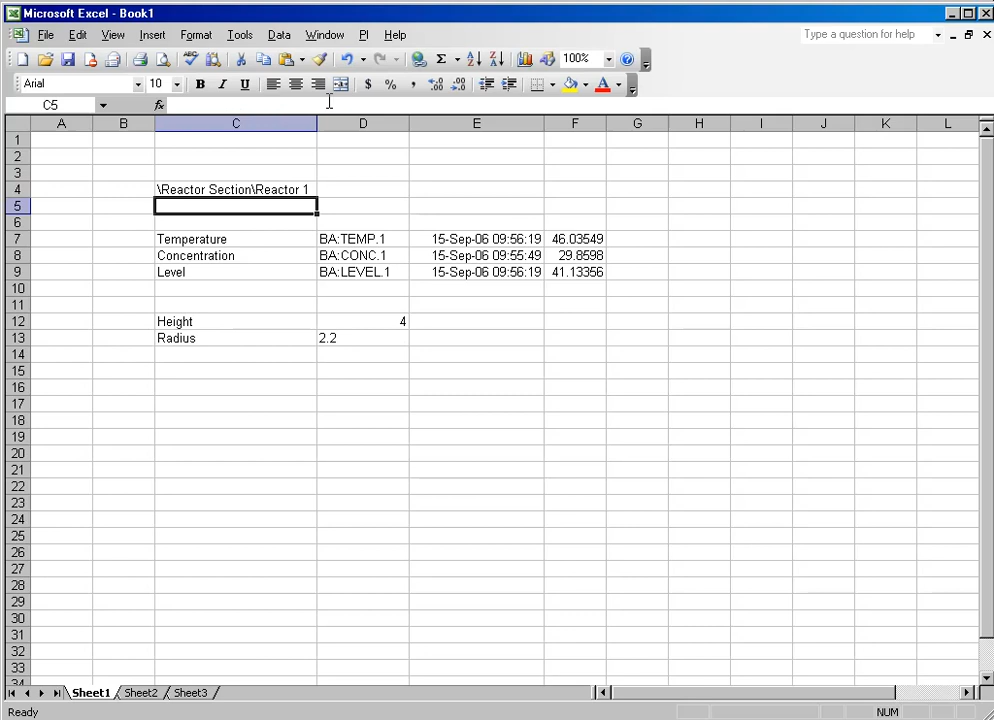 Microsoft Excel - Book1
File Edit View Insert Format Tools Data Window PI Help Type a question for help
100%
Arial 10 B I U $ % ,
C5 fx
A B C D E F G H I J K L
1
2
3
4 \Reactor Section\Reactor 1
5
6
7 Temperature BA:TEMP.1 15-Sep-06 09:56:19 46.03549
8 Concentration BA:CONC.1 15-Sep-06 09:55:49 29.8598
9 Level BA:LEVEL.1 15-Sep-06 09:56:19 41.13356
10
11
12 Height 4
13 Radius 2.2
14
15
16
17
18
19
20
21
22
23
24
25
26
27
28
29
30
31
32
33
34
Sheet1 Sheet2 Sheet3
Ready NUM